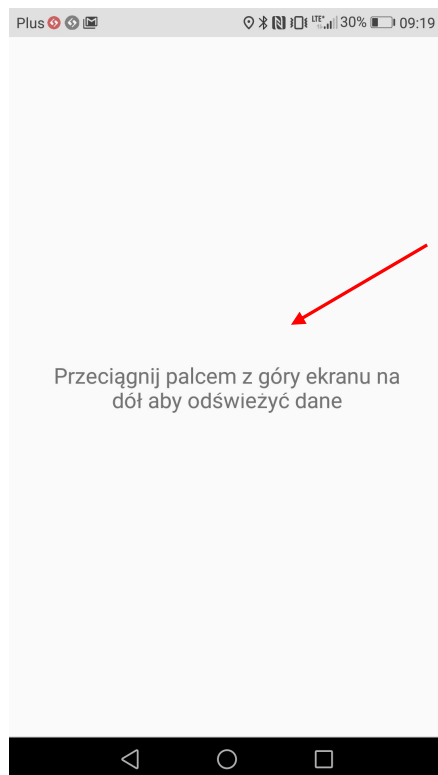 Plus 30% 09:19
Przeciągnij palcem z góry ekranu na
dół aby odświeżyć dane